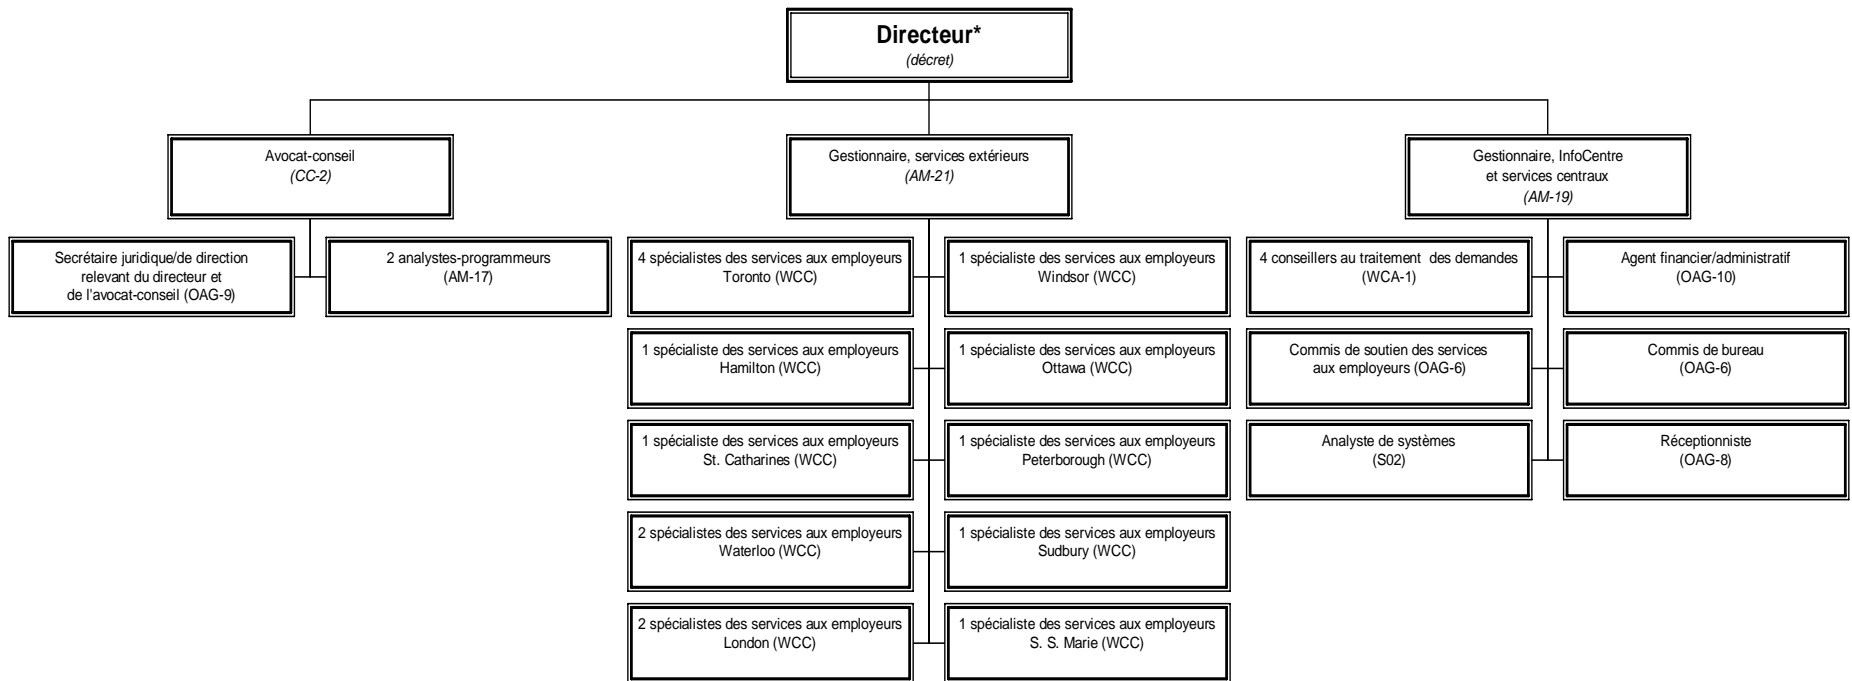 Directeur*
(décret)
Avocat-conseil
(CC-2)
Gestionnaire, services extérieurs
(AM-21)
Gestionnaire, InfoCentre
et services centraux
(AM-19)
Secrétaire juridique/de direction
relevant du directeur et
de l'avocat-conseil (OAG-9)
2 analystes-programmeurs
(AM-17)
4 spécialistes des services aux employeurs
Toronto (WCC)
1 spécialiste des services aux employeurs
Windsor (WCC)
1 spécialiste des services aux employeurs
Hamilton (WCC)
1 spécialiste des services aux employeurs
Ottawa (WCC)
1 spécialiste des services aux employeurs
St. Catharines (WCC)
1 spécialiste des services aux employeurs
Peterborough (WCC)
2 spécialistes des services aux employeurs
Waterloo (WCC)
1 spécialiste des services aux employeurs
Sudbury (WCC)
2 spécialistes des services aux employeurs
London (WCC)
1 spécialiste des services aux employeurs
S. S. Marie (WCC)
4 conseillers au traitement des demandes
(WCA-1)
Agent financier/administratif
(OAG-10)
Commis de soutien des services
aux employeurs (OAG-6)
Commis de bureau
(OAG-6)
Analyste de systèmes
(S02)
Réceptionniste
(OAG-8)